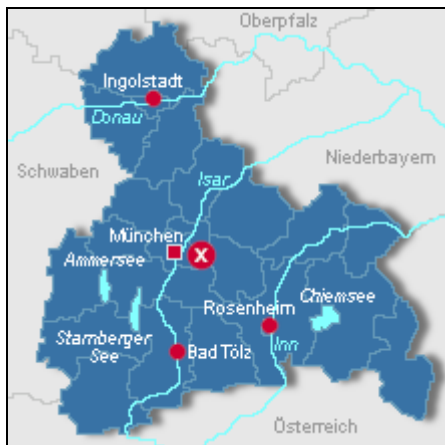 Oberpfalz
Ingolstadt
Donau
Niederbayern
Schwaben
Isar
München
X
Ammersee
Rosenheim
Chiemsee
Starnberger
See
Bad Tölz
Inn
Österreich